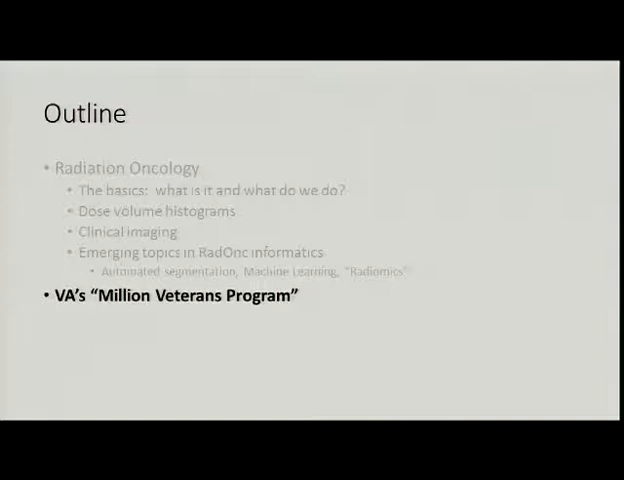 Outline
• Radiation Oncology
• The basics: what is it and what do we do?
• Dose volume histograms
• Clinical imaging
• Emerging topics in RadOnc informatics
• Automated segmentation, Machine Learning, "Radiomics"
• VA's "Million Veterans Program"